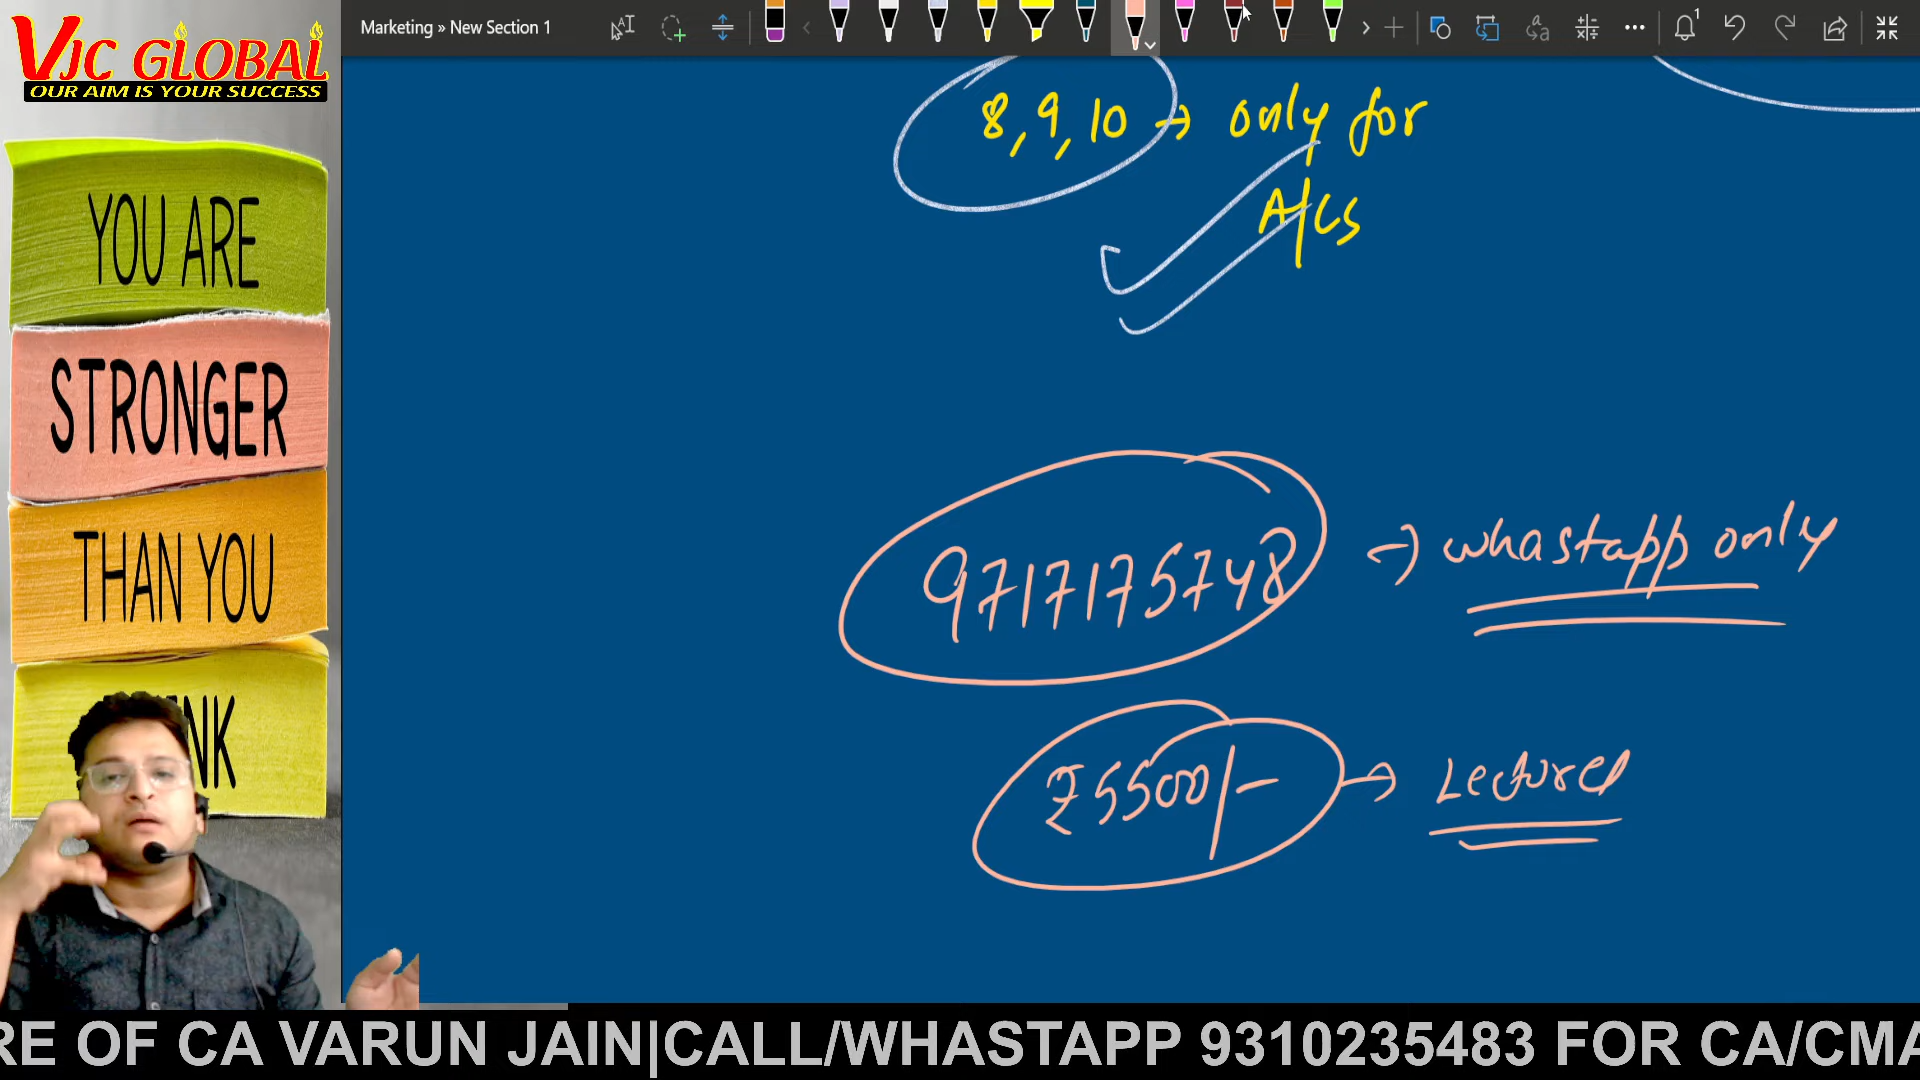 VJC GLOBAL
OUR AIM IS YOUR SUCCESS
Marketing » New Section 1
YOU ARE
STRONGER
THAN YOU
8, 9, 10 → only for
A/cs
9717175748 → whastapp only
₹5500/- → Lectures
RE OF CA VARUN JAIN|CALL/WHASTAPP 9310235483 FOR CA/CMA